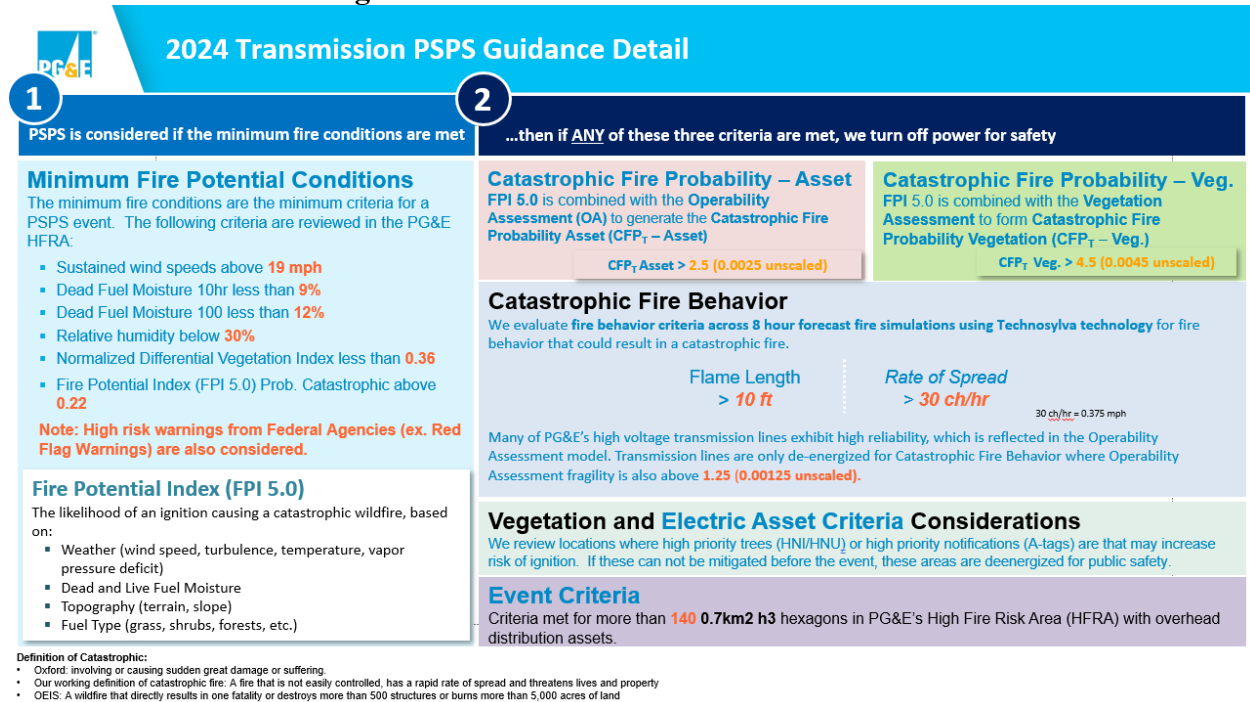 PG&E
2024 Transmission PSPS Guidance Detail
1
PSPS is considered if the minimum fire conditions are met
2
...then if ANY of these three criteria are met, we turn off power for safety
Minimum Fire Potential Conditions
The minimum fire conditions are the minimum criteria for a
PSPS event. The following criteria are reviewed in the PG&E
HFRA:
▪ Sustained wind speeds above 19 mph
▪ Dead Fuel Moisture 10hr less than 9%
▪ Dead Fuel Moisture 100 less than 12%
▪ Relative humidity below 30%
▪ Normalized Differential Vegetation Index less than 0.36
▪ Fire Potential Index (FPI 5.0) Prob. Catastrophic above
0.22
Note: High risk warnings from Federal Agencies (ex. Red
Flag Warnings) are also considered.
Fire Potential Index (FPI 5.0)
The likelihood of an ignition causing a catastrophic wildfire, based
on:
▪ Weather (wind speed, turbulence, temperature, vapor
pressure deficit)
▪ Dead and Live Fuel Moisture
▪ Topography (terrain, slope)
▪ Fuel Type (grass, shrubs, forests, etc.)
Catastrophic Fire Probability – Asset
FPI 5.0 is combined with the Operability
Assessment (OA) to generate the Catastrophic Fire
Probability Asset (CFPT – Asset)
CFPT Asset > 2.5 (0.0025 unscaled)
Catastrophic Fire Probability – Veg.
FPI 5.0 is combined with the Vegetation
Assessment to form Catastrophic Fire
Probability Vegetation (CFPT – Veg.)
CFPT Veg. > 4.5 (0.0045 unscaled)
Catastrophic Fire Behavior
We evaluate fire behavior criteria across 8 hour forecast fire simulations using Technosylva technology for fire
behavior that could result in a catastrophic fire.
Flame Length
> 10 ft
Rate of Spread
> 30 ch/hr
30 ch/hr = 0.375 mph
Many of PG&E's high voltage transmission lines exhibit high reliability, which is reflected in the Operability
Assessment model. Transmission lines are only de-energized for Catastrophic Fire Behavior where Operability
Assessment fragility is also above 1.25 (0.00125 unscaled).
Vegetation and Electric Asset Criteria Considerations
We review locations where high priority trees (HNI/HNU) or high priority notifications (A-tags) are that may increase
risk of ignition. If these can not be mitigated before the event, these areas are deenergized for public safety.
Event Criteria
Criteria met for more than 140 0.7km2 h3 hexagons in PG&E's High Fire Risk Area (HFRA) with overhead
distribution assets.
Definition of Catastrophic:
• Oxford: involving or causing sudden great damage or suffering.
• Our working definition of catastrophic fire: A fire that is not easily controlled, has a rapid rate of spread and threatens lives and property
• OEIS: A wildfire that directly results in one fatality or destroys more than 500 structures or burns more than 5,000 acres of land